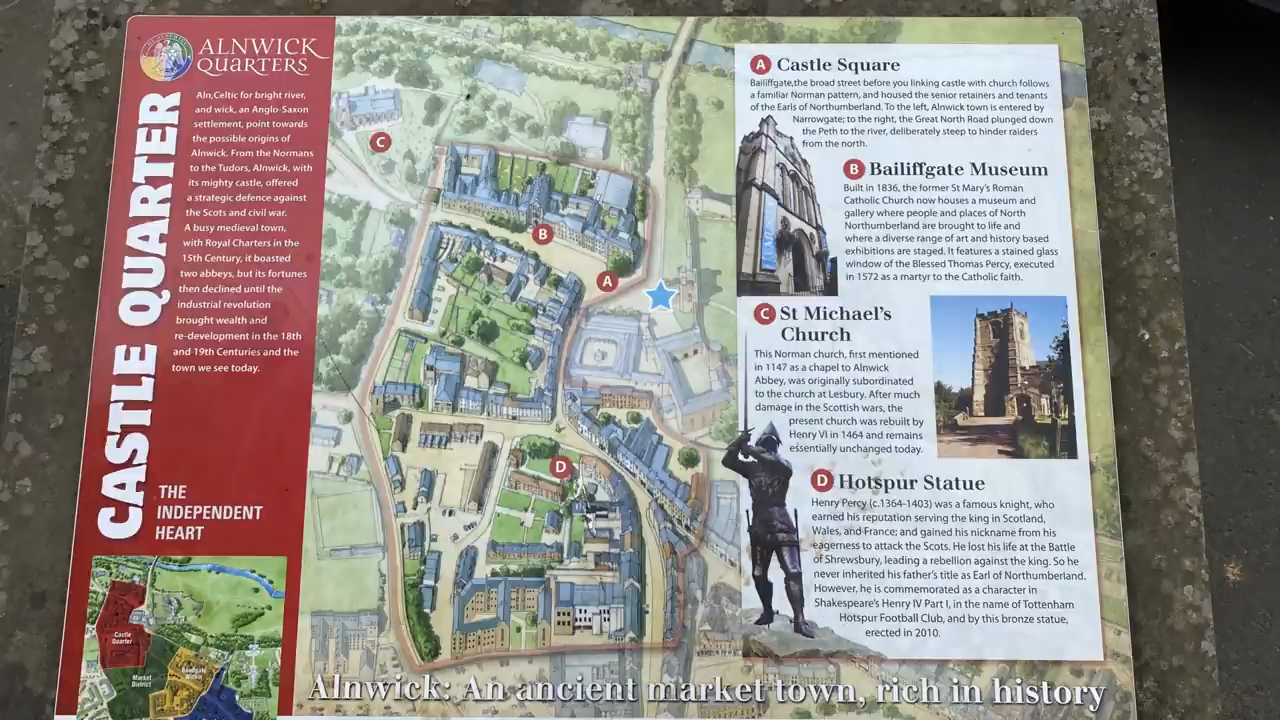 ALNWICK
QUARTERS
Aln,Celtic for bright river,
and wick, an Anglo-Saxon
settlement, point towards
the possible origins of
Alnwick. From the Normans
to the Tudors, Alnwick, with
its mighty castle, offered
a strategic defence against
the Scots and civil war.
A busy medieval town,
with Royal Charters in the
15th Century, it boasted
two abbeys, but its fortunes
then declined until the
industrial revolution
brought wealth and
re-development in the 18th
and 19th Centuries and the
town we see today.
CASTLE QUARTER
THE
INDEPENDENT
HEART
Castle
Quarter
Market
District
Bondgate
Within
C
B
A
D
A Castle Square
Bailiffgate,the broad street before you linking castle with church follows
a familiar Norman pattern, and housed the senior retainers and tenants
of the Earls of Northumberland. To the left, Alnwick town is entered by
Narrowgate; to the right, the Great North Road plunged down
the Peth to the river, deliberately steep to hinder raiders
from the north.
B Bailiffgate Museum
Built in 1836, the former St Mary's Roman
Catholic Church now houses a museum and
gallery where people and places of North
Northumberland are brought to life and
where a diverse range of art and history based
exhibitions are staged. It features a stained glass
window of the Blessed Thomas Percy, executed
in 1572 as a martyr to the Catholic faith.
C St Michael's
Church
This Norman church, first mentioned
in 1147 as a chapel to Alnwick
Abbey, was originally subordinated
to the church at Lesbury. After much
damage in the Scottish wars, the
present church was rebuilt by
Henry VI in 1464 and remains
essentially unchanged today.
D Hotspur Statue
Henry Percy (c.1364-1403) was a famous knight, who
earned his reputation serving the king in Scotland,
Wales, and France; and gained his nickname from his
eagerness to attack the Scots. He lost his life at the Battle
of Shrewsbury, leading a rebellion against the king. So he
never inherited his father's title as Earl of Northumberland.
However, he is commemorated as a character in
Shakespeare's Henry IV Part I, in the name of Tottenham
Hotspur Football Club, and by this bronze statue,
erected in 2010.
Alnwick: An ancient market town, rich in history